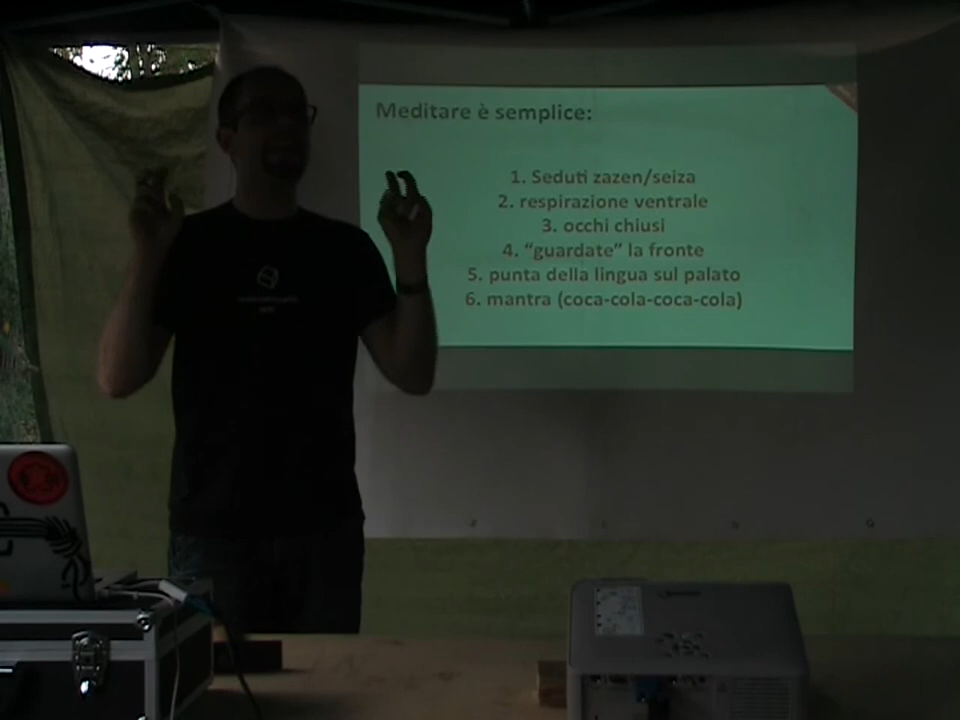 Meditare è semplice:
1. Seduti zazen/seiza
2. respirazione ventrale
3. occhi chiusi
4. “guardate” la fronte
5. punta della lingua sul palato
6. mantra (coca-cola-coca-cola)